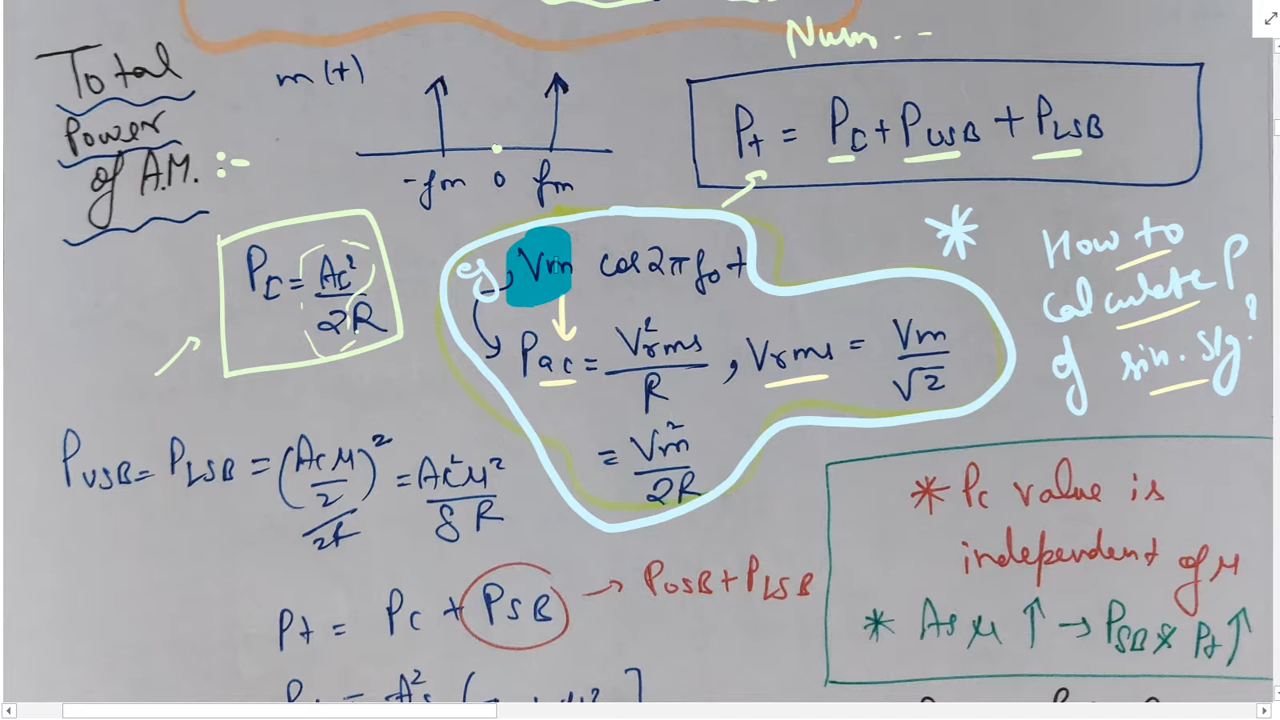 Num...
Total
Power
of A.M. :-
m(t)
-fm 0 fm
Pt = Pc + PUSB + PLSB
Pc = Ac²/2R
eg, Vm cos2πfot
Pac = V²rms/R, Vrms = Vm/√2
= Vm²/2R
* How to
calculate P
of sin. sig?
PUSB = PLSB = (Acμ/2)²/2R = Ac²μ²/8R
Pt = Pc + PSB → PUSB + PLSB
* Pc value is
independent of μ
* As μ ↑ → PSB & Pt ↑